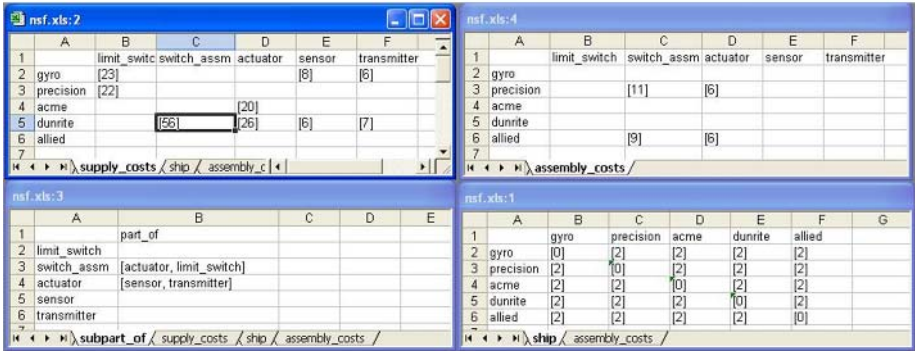 nsf.xls:2
A B C D E F
1 limit_switc switch_assm actuator sensor transmitter
2 gyro [23] [8] [6]
3 precision [22]
4 acme [20]
5 dunrite [56] [26] [6] [7]
6 allied
7
supply_costs / ship / assembly_c
nsf.xls:4
A B C D E F
1 limit_switch switch_assm actuator sensor transmitter
2 gyro
3 precision [11] [6]
4 acme
5 dunrite
6 allied [9] [6]
7
assembly_costs /
nsf.xls:3
A B C D E
1 part_of
2 limit_switch
3 switch_assm [actuator, limit_switch]
4 actuator [sensor, transmitter]
5 sensor
6 transmitter
subpart_of / supply_costs / ship / assembly_costs /
nsf.xls:1
A B C D E F G
1 gyro precision acme dunrite allied
2 gyro [0] [2] [2] [2] [2]
3 precision [2] [0] [2] [2] [2]
4 acme [2] [2] [0] [2] [2]
5 dunrite [2] [2] [2] [0] [2]
6 allied [2] [2] [2] [2] [0]
ship / assembly_costs /